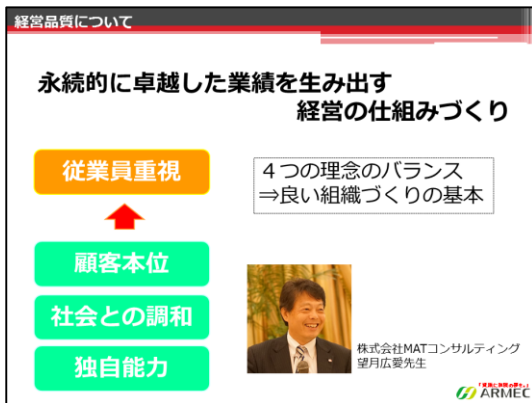 経営品質について
永続的に卓越した業績を生み出す
経営の仕組みづくり
従業員重視
４つの理念のバランス
⇒良い組織づくりの基本
顧客本位
社会との調和
独自能力
株式会社MATコンサルティング
望月広愛先生
ARMEC